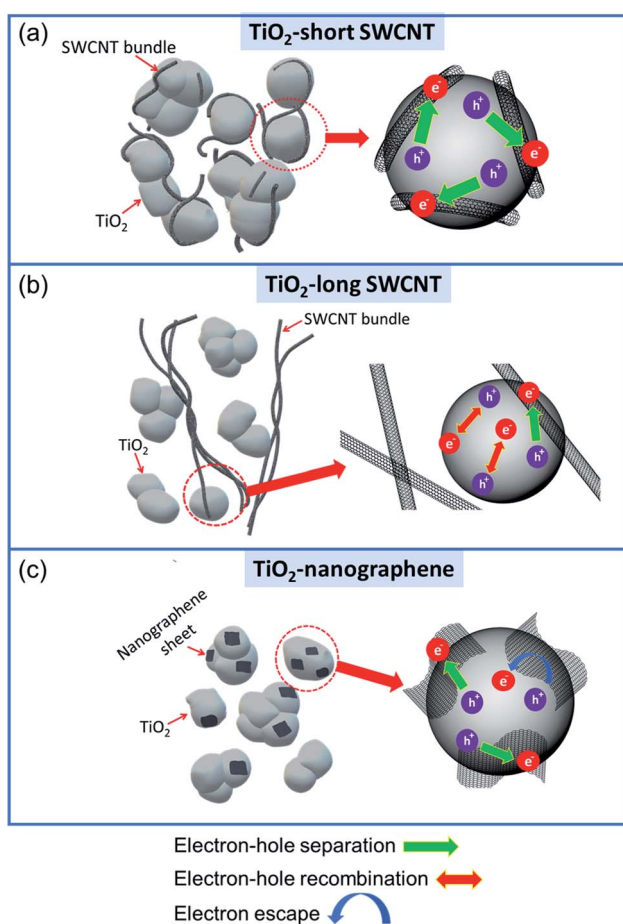 (a)
TiO₂-short SWCNT
SWCNT bundle
TiO₂
e⁻
h⁺
h⁺
h⁺
e⁻
e⁻
(b)
TiO₂-long SWCNT
SWCNT bundle
TiO₂
h⁺
e⁻
e⁻
e⁻
h⁺
h⁺
(c)
TiO₂-nanographene
Nanographene
sheet
TiO₂
e⁻
e⁻
h⁺
h⁺
h⁺
e⁻
Electron-hole separation
Electron-hole recombination
Electron escape